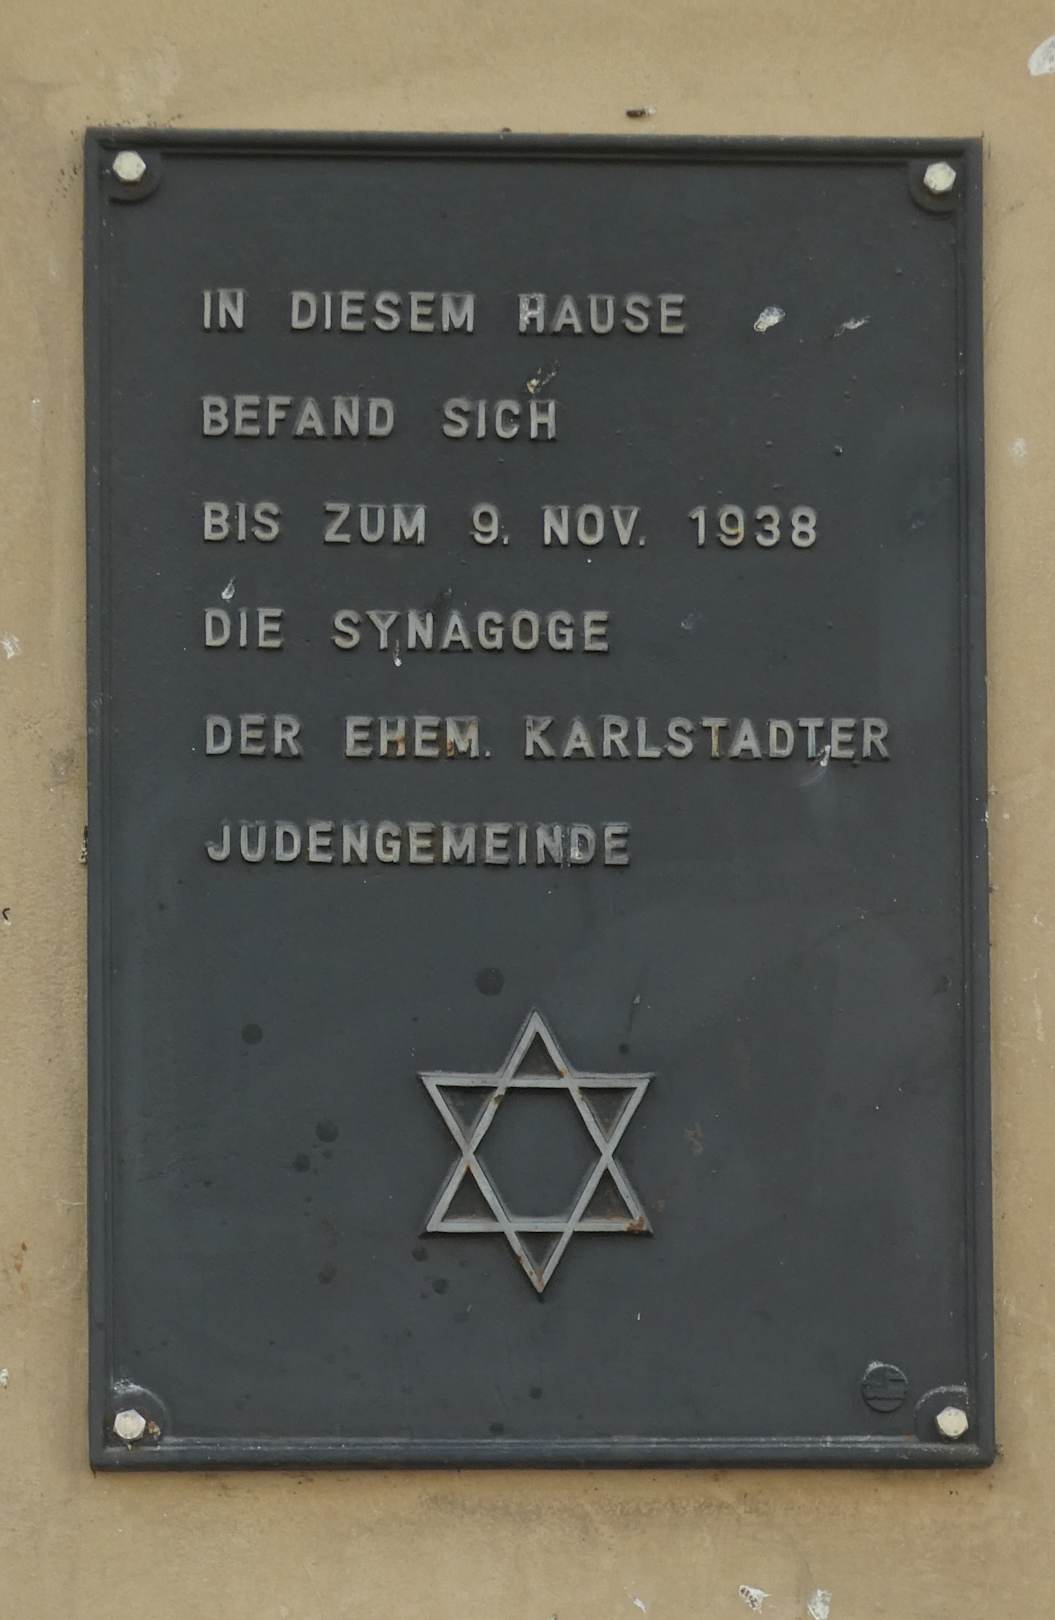 IN DIESEM HAUSE
BEFAND SICH
BIS ZUM 9. NOV. 1938
DIE SYNAGOGE
DER EHEM. KARLSTADTER
JUDENGEMEINDE